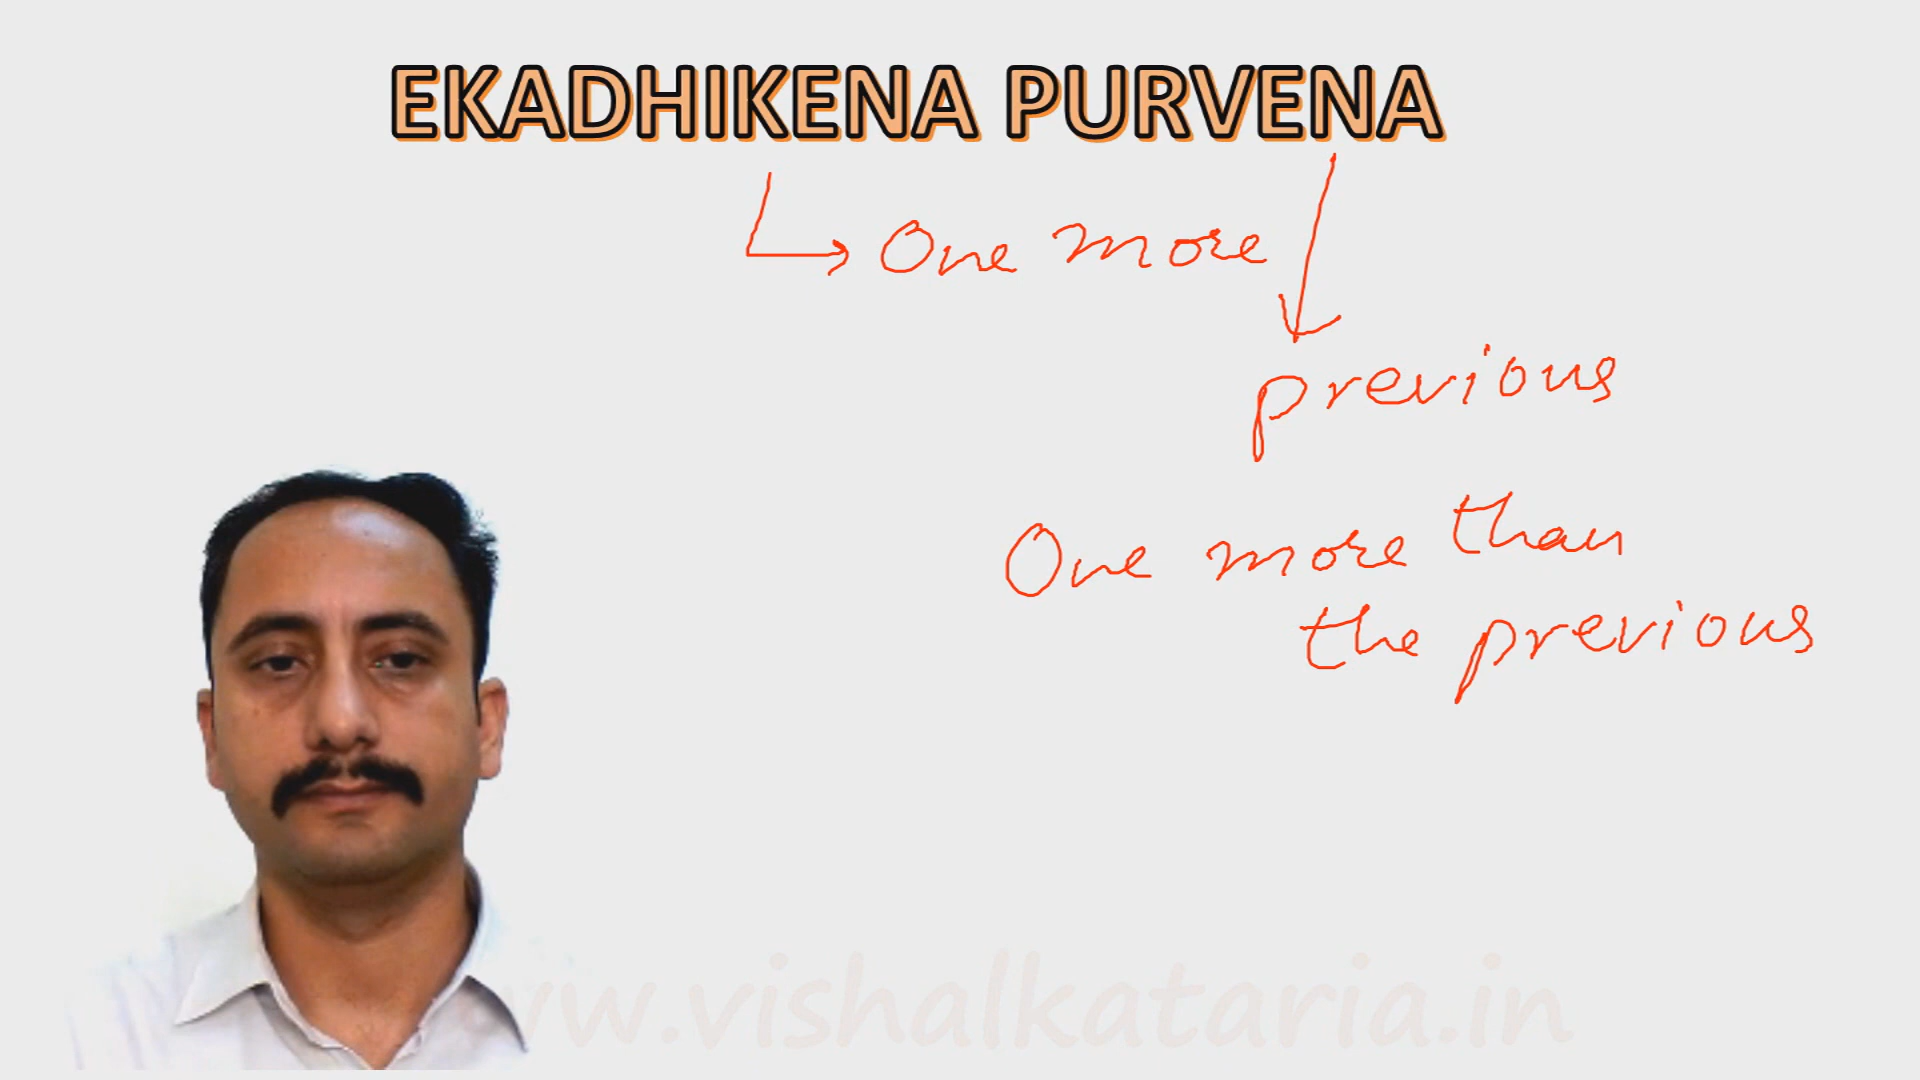 EKADHIKENA PURVENA
One more
previous
One more than
the previous
www.vishalkataria.in